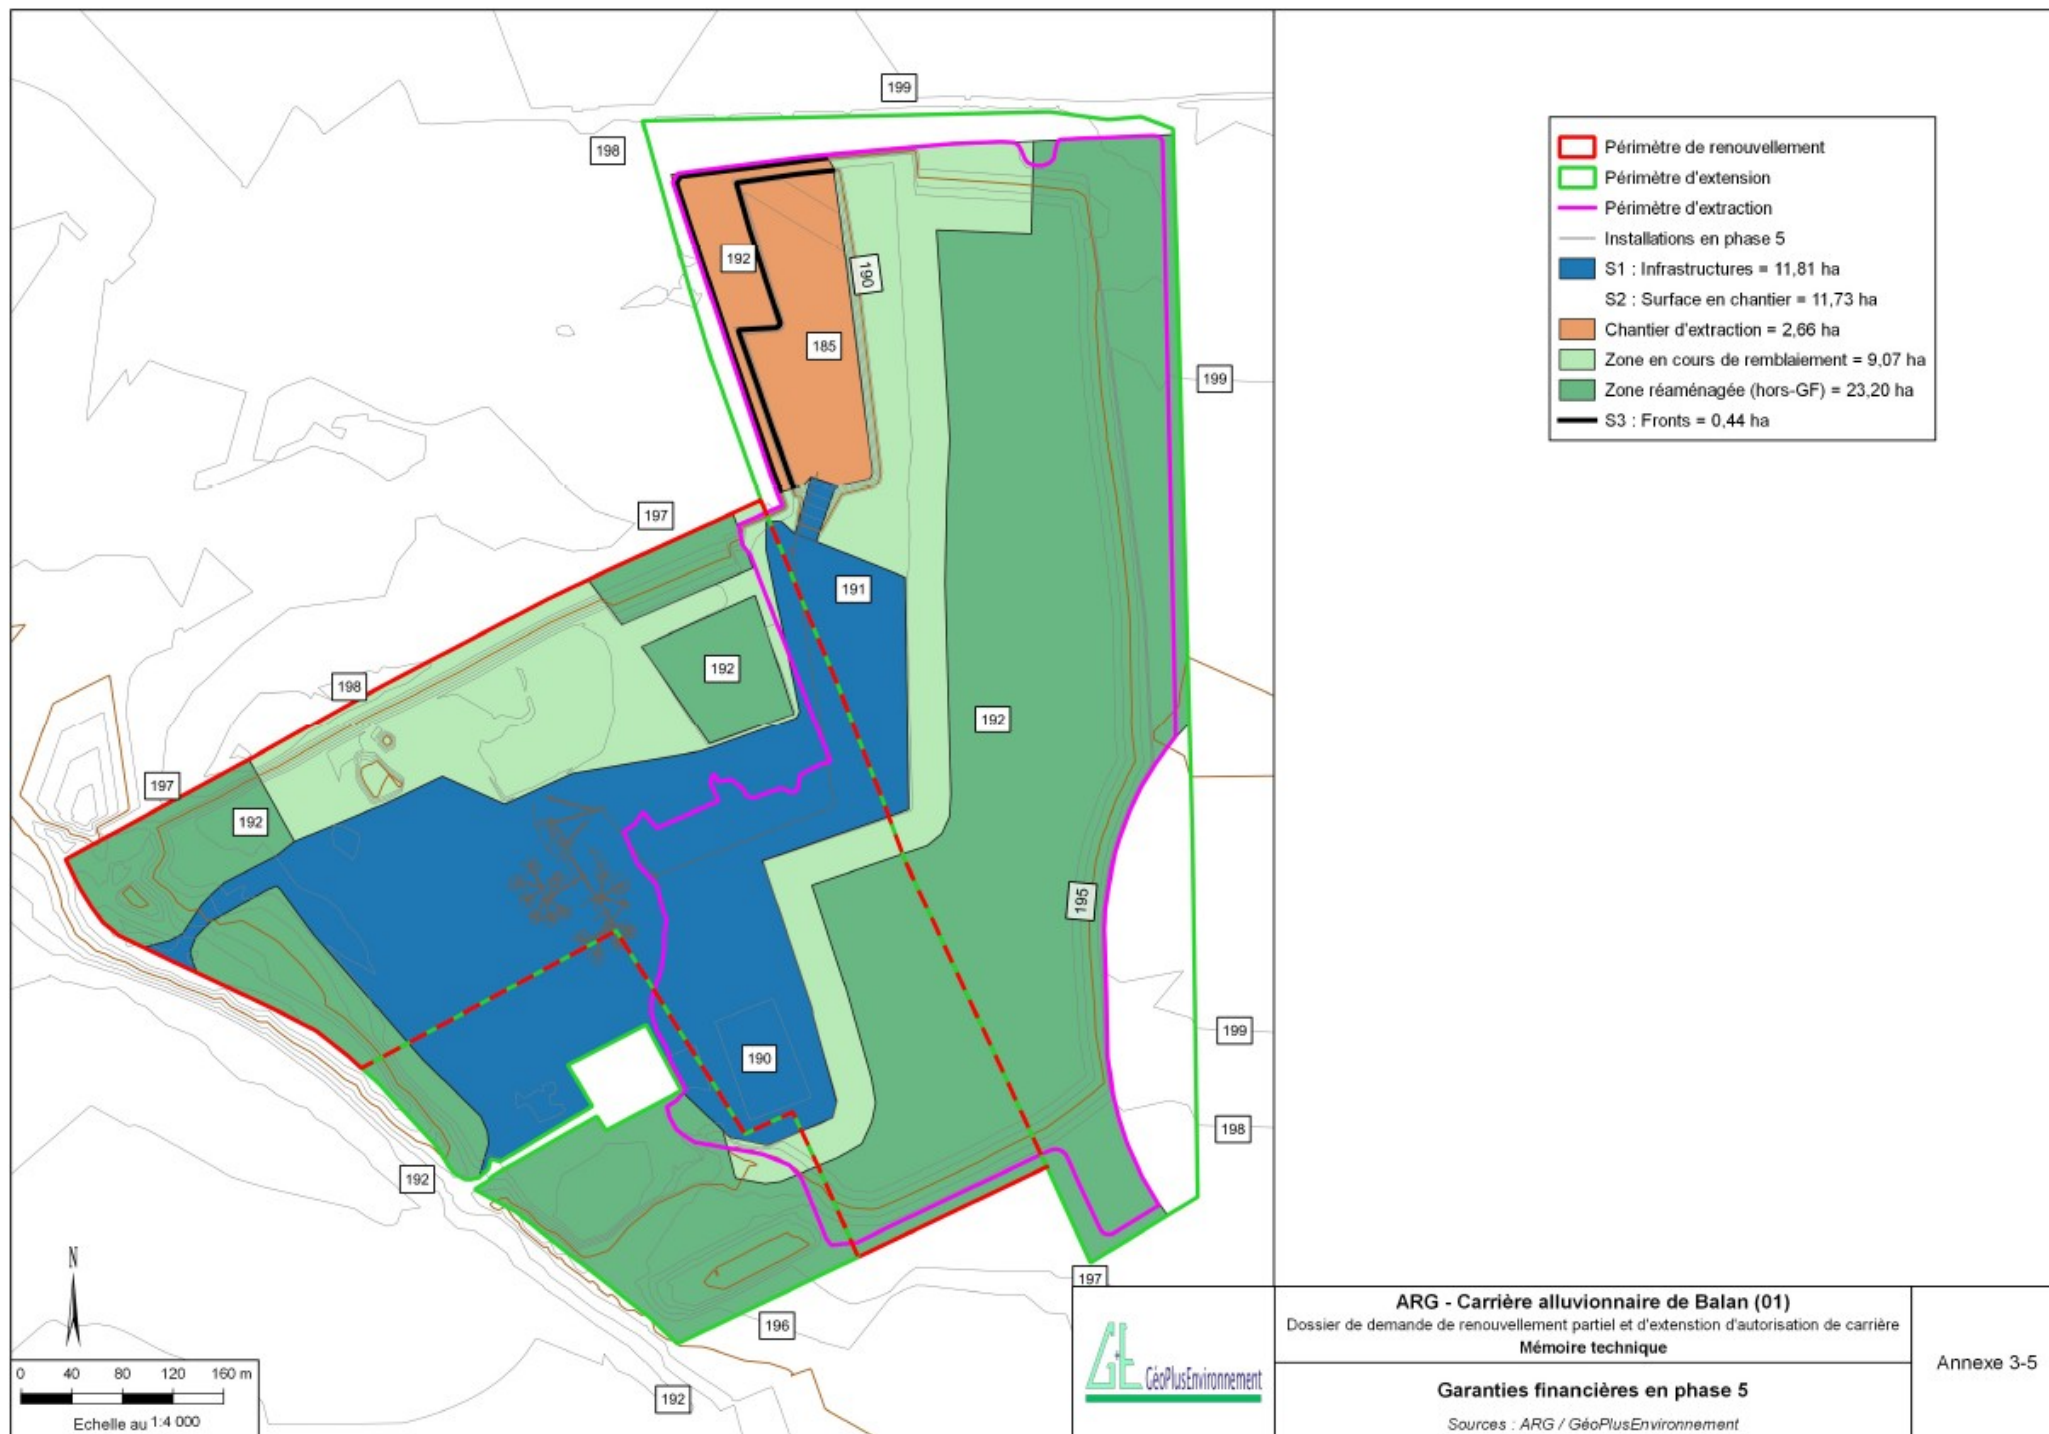 199
198
192
190
185
199
197
191
192
198
192
197
192
195
199
190
198
192
197
196
192
N
0 40 80 120 160 m
Echelle au 1:4 000
Périmètre de renouvellement
Périmètre d'extension
Périmètre d'extraction
Installations en phase 5
S1 : Infrastructures = 11,81 ha
S2 : Surface en chantier = 11,73 ha
Chantier d'extraction = 2,66 ha
Zone en cours de remblaiement = 9,07 ha
Zone réaménagée (hors-GF) = 23,20 ha
S3 : Fronts = 0,44 ha
GéoPlusEnvironnement
ARG - Carrière alluvionnaire de Balan (01)
Dossier de demande de renouvellement partiel et d'extenstion d'autorisation de carrière
Mémoire technique
Garanties financières en phase 5
Sources : ARG / GéoPlusEnvironnement
Annexe 3-5